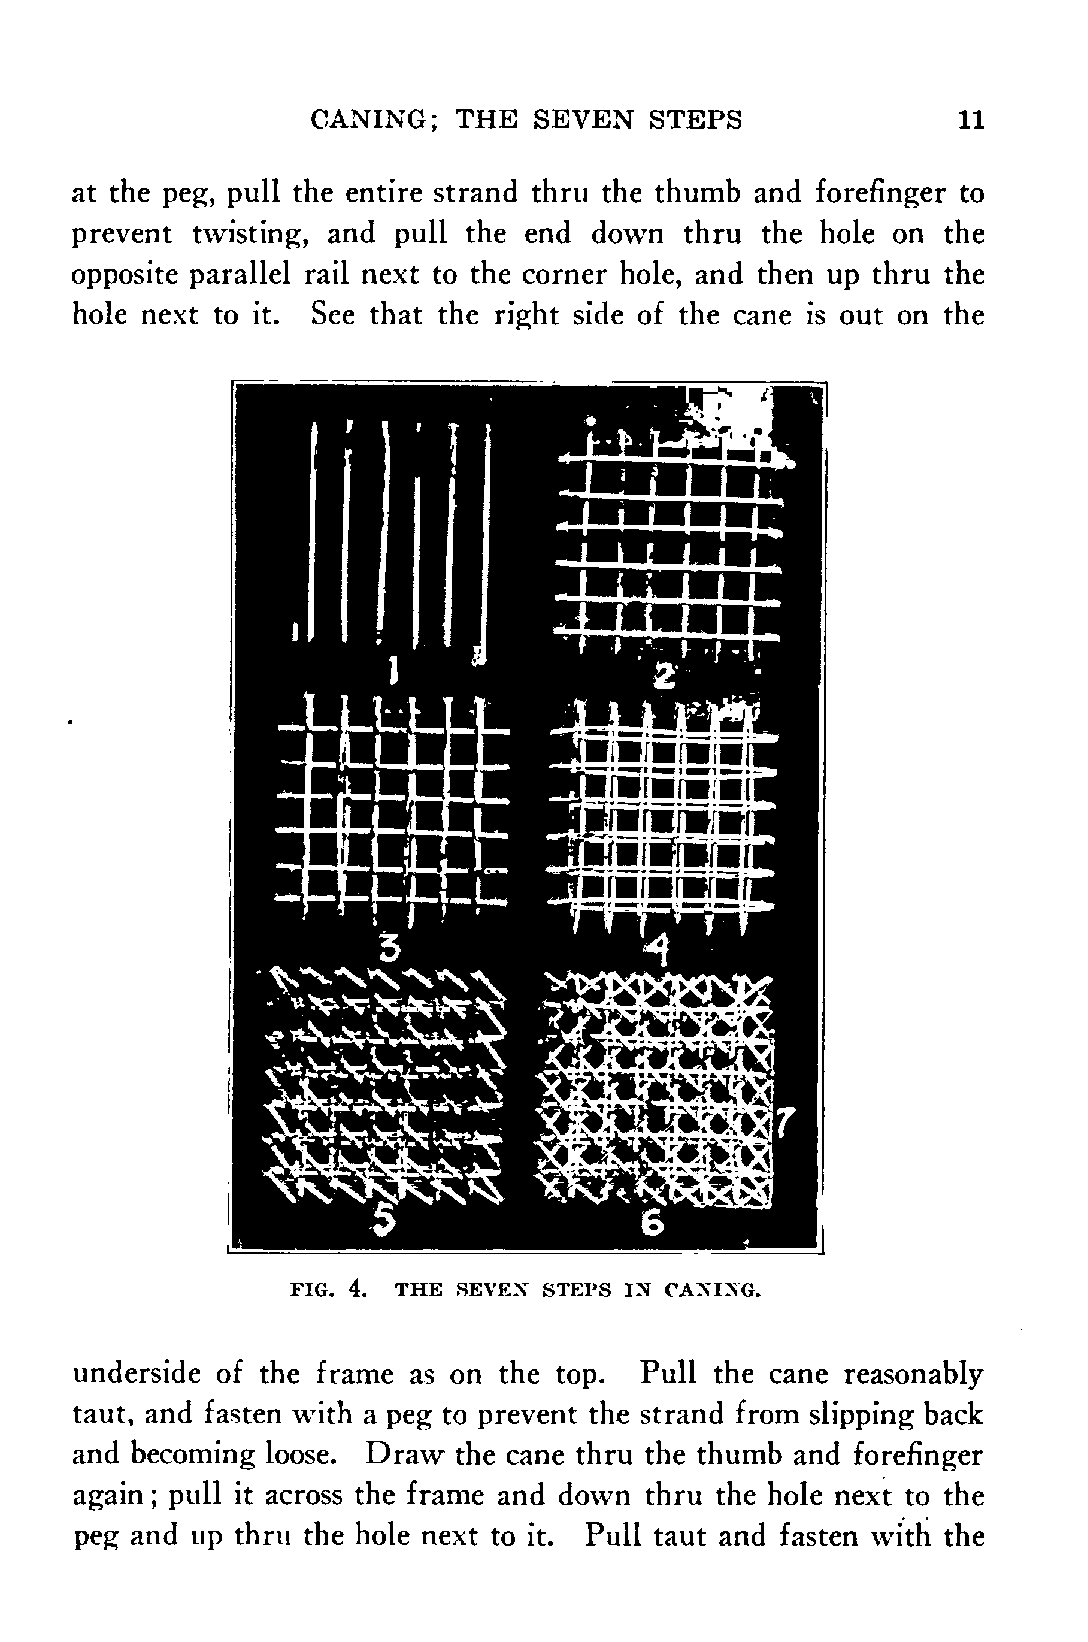 CANING; THE SEVEN STEPS 11
at the peg, pull the entire strand thru the thumb and forefinger to
prevent twisting, and pull the end down thru the hole on the
opposite parallel rail next to the corner hole, and then up thru the
hole next to it. See that the right side of the cane is out on the
1
2
3
4
7
5
6
FIG. 4. THE SEVEN STEPS IN CANING.
underside of the frame as on the top. Pull the cane reasonably
taut, and fasten with a peg to prevent the strand from slipping back
and becoming loose. Draw the cane thru the thumb and forefinger
again; pull it across the frame and down thru the hole next to the
peg and up thru the hole next to it. Pull taut and fasten with the